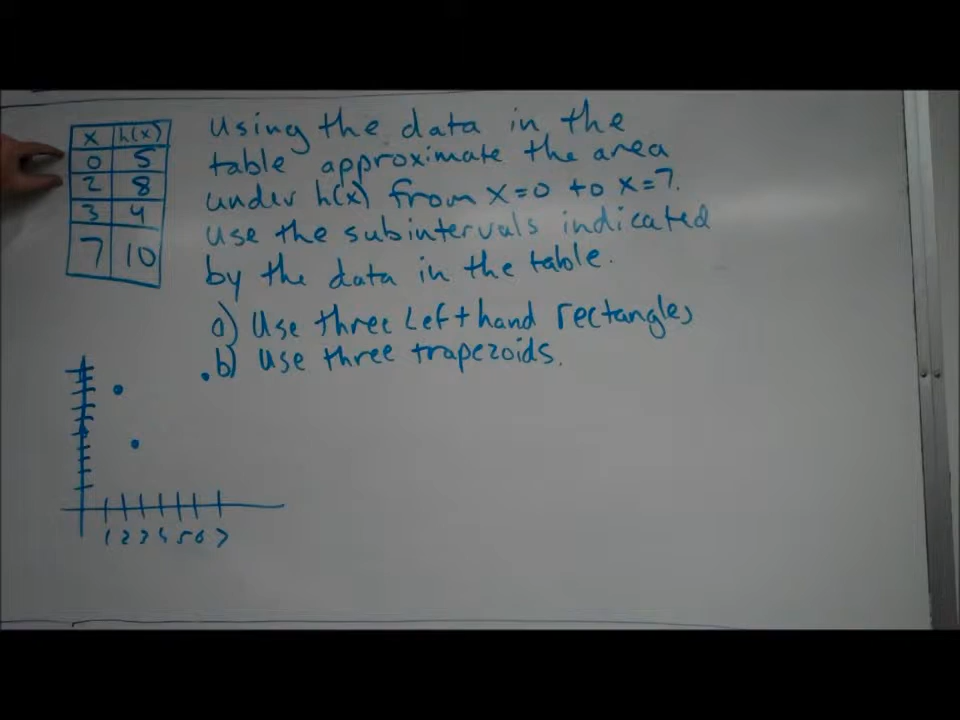 x h(x)
0 5
2 8
3 4
7 10
Using the data in the
table approximate the area
under h(x) from x=0 to x=7.
Use the subintervals indicated
by the data in the table.
a) Use three Left hand rectangles
b) Use three trapezoids.
1 2 3 4 5 6 7